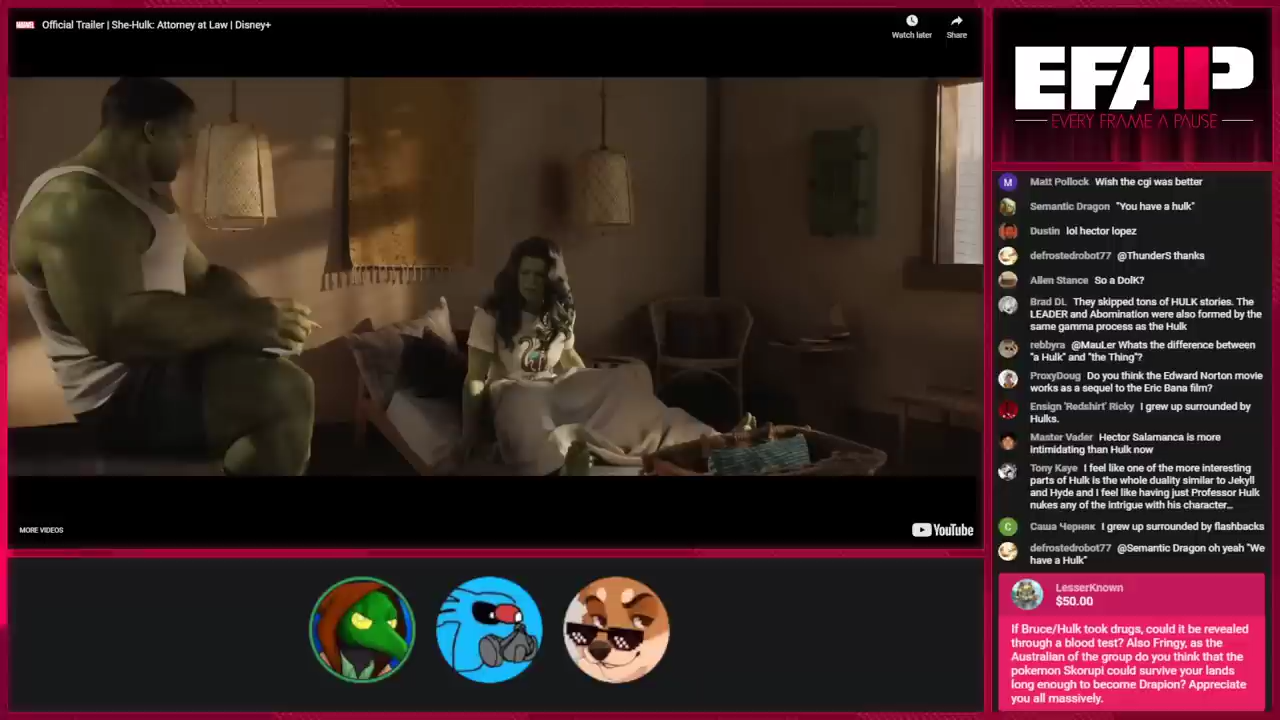 MARVEL Official Trailer | She-Hulk: Attorney at Law | Disney+
Watch later
Share
MORE VIDEOS
YouTube
EFAP
EVERY FRAME A PAUSE
M Matt Pollock Wish the cgi was better
Semantic Dragon "You have a hulk"
Dustin lol hector lopez
defrostedrobot77 @ThunderS thanks
Allen Stance So a DolK?
Brad DL They skipped tons of HULK stories. The
LEADER and Abomination were also formed by the
same gamma process as the Hulk
rebbyra @MauLer Whats the difference between
"a Hulk" and "the Thing"?
ProxyDoug Do you think the Edward Norton movie
works as a sequel to the Eric Bana film?
Ensign 'Redshirt' Ricky I grew up surrounded by
Hulks.
Master Vader Hector Salamanca is more
intimidating than Hulk now
Tony Kaye I feel like one of the more interesting
parts of Hulk is the whole duality similar to Jekyll
and Hyde and I feel like having just Professor Hulk
nukes any of the intrigue with his character...
C Саша Черняк I grew up surrounded by flashbacks
defrostedrobot77 @Semantic Dragon oh yeah "We
have a Hulk"
LesserKnown
$50.00
If Bruce/Hulk took drugs, could it be revealed
through a blood test? Also Fringy, as the
Australian of the group do you think that the
pokemon Skorupi could survive your lands
long enough to become Drapion? Appreciate
you all massively.